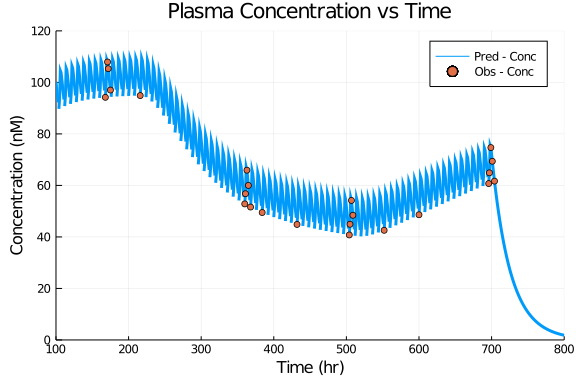 Plasma Concentration vs Time
120
100
80
60
40
20
0
Concentration (nM)
Pred - Conc
Obs - Conc
100 200 300 400 500 600 700 800
Time (hr)